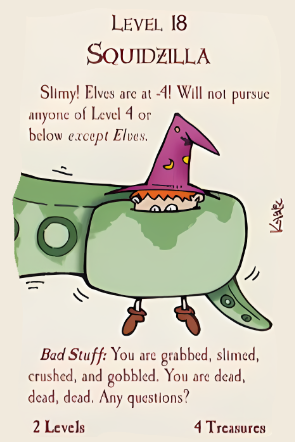 LEVEL 18
SQUIDZILLA
Slimy! Elves are at -4! Will not pursue
anyone of Level 4 or
below except Elves.
Bad Stuff: You are grabbed, slimed,
crushed, and gobbled. You are dead,
dead, dead. Any questions?
2 Levels 4 Treasures